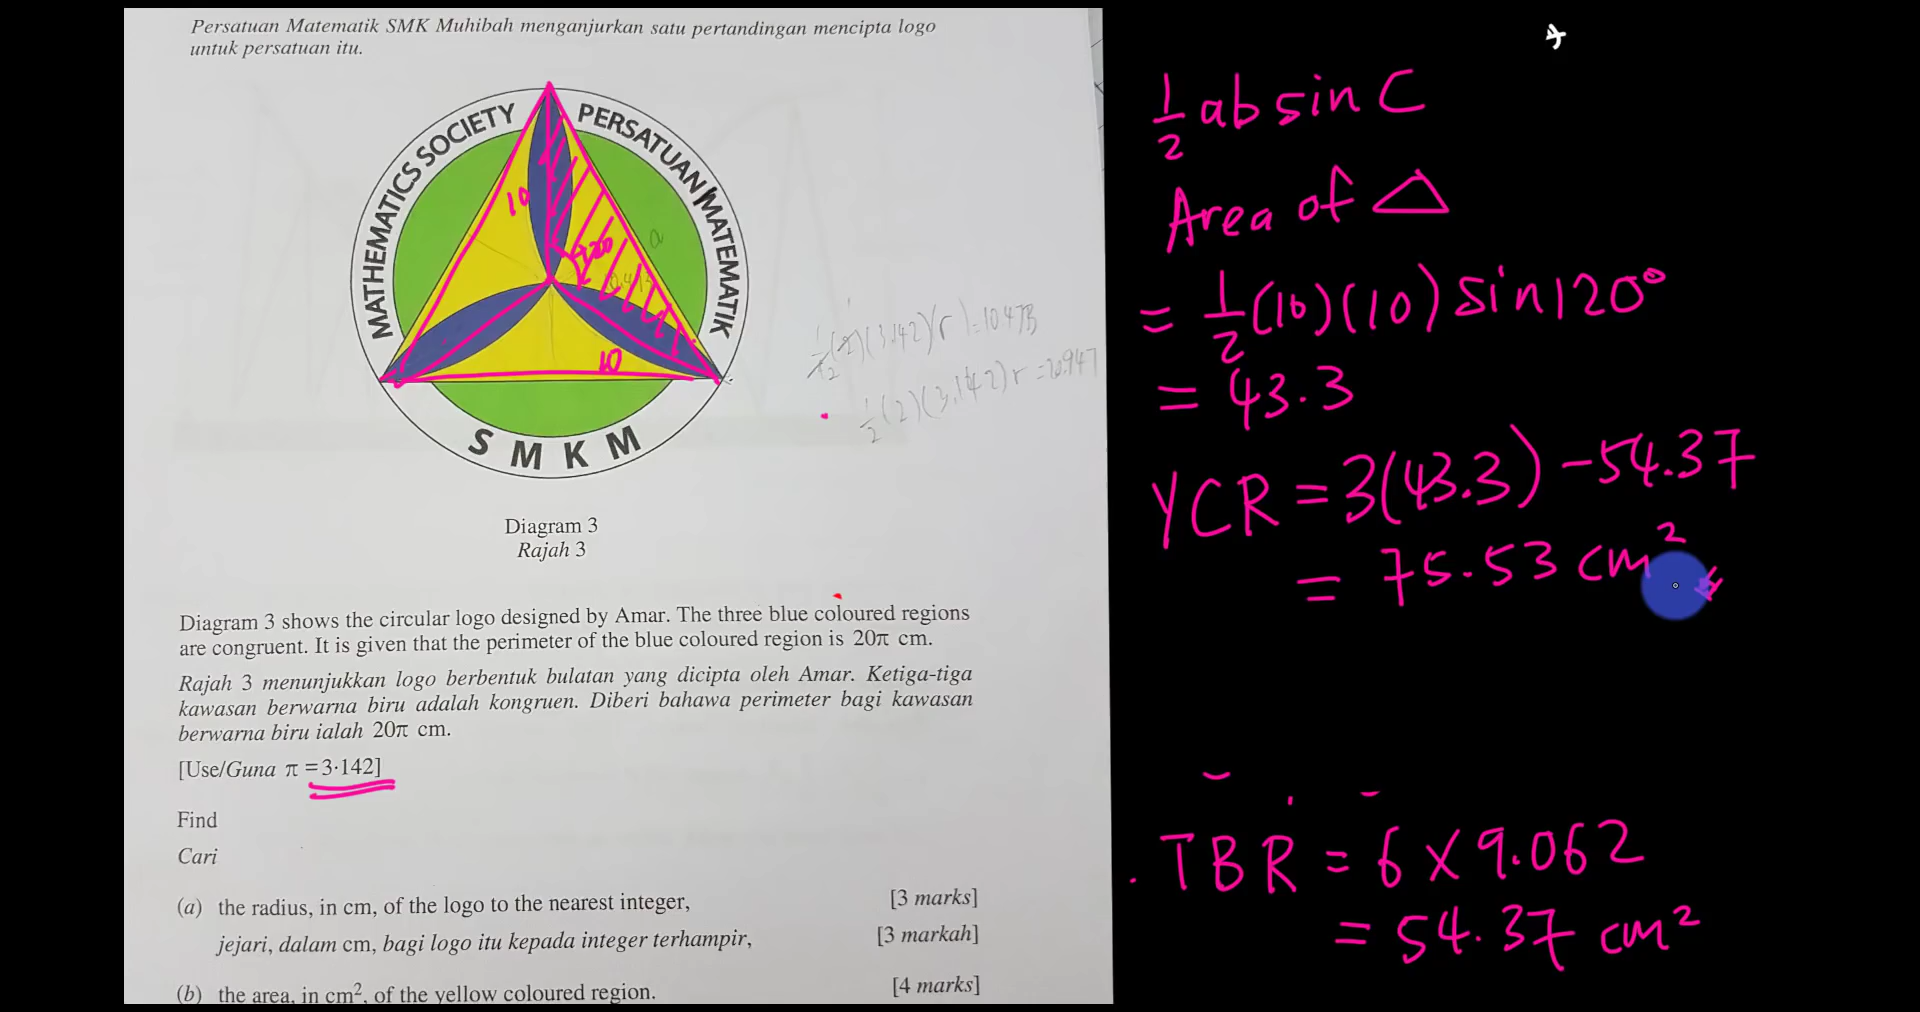 Persatuan Matematik SMK Muhibah menganjurkan satu pertandingan mencipta logo
untuk persatuan itu.
MATHEMATICS SOCIETY
PERSATUAN MATEMATIK
SMKM
10
120
10
a
Diagram 3
Rajah 3
Diagram 3 shows the circular logo designed by Amar. The three blue coloured regions
are congruent. It is given that the perimeter of the blue coloured region is 20π cm.
Rajah 3 menunjukkan logo berbentuk bulatan yang dicipta oleh Amar. Ketiga-tiga
kawasan berwarna biru adalah kongruen. Diberi bahawa perimeter bagi kawasan
berwarna biru ialah 20π cm.
[Use/Guna π = 3·142]
Find
Cari
(a) the radius, in cm, of the logo to the nearest integer, [3 marks]
jejari, dalam cm, bagi logo itu kepada integer terhampir, [3 markah]
(b) the area, in cm², of the yellow coloured region. [4 marks]
½ ab sin C
Area of △
= ½ (10)(10) sin 120°
= 43.3
YCR = 3(43.3) - 54.37
= 75.53 cm²
TBR = 6 × 9.062
= 54.37 cm²